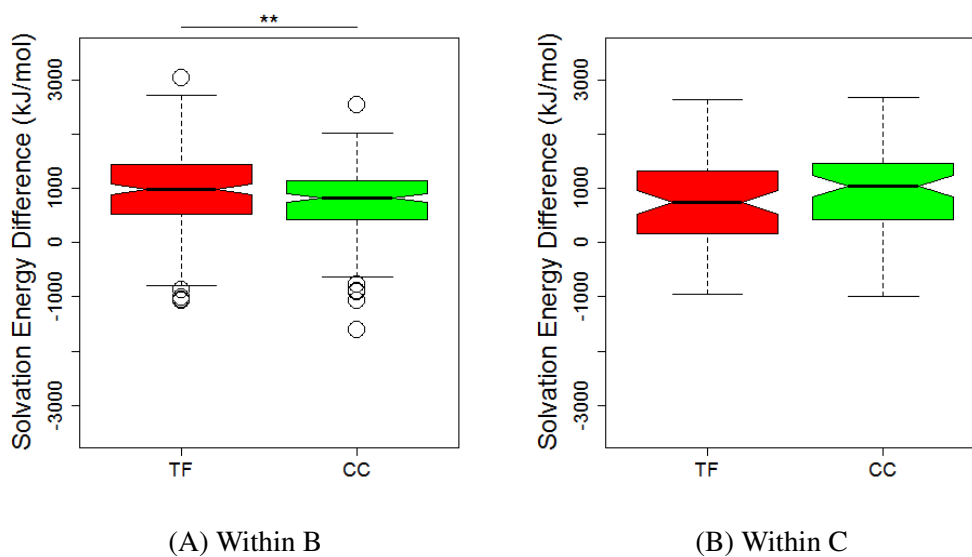 **
Solvation Energy Difference (kJ/mol)
3000
1000
0
-1000
-3000
TF
CC
(A) Within B
Solvation Energy Difference (kJ/mol)
3000
1000
0
-1000
-3000
TF
CC
(B) Within C